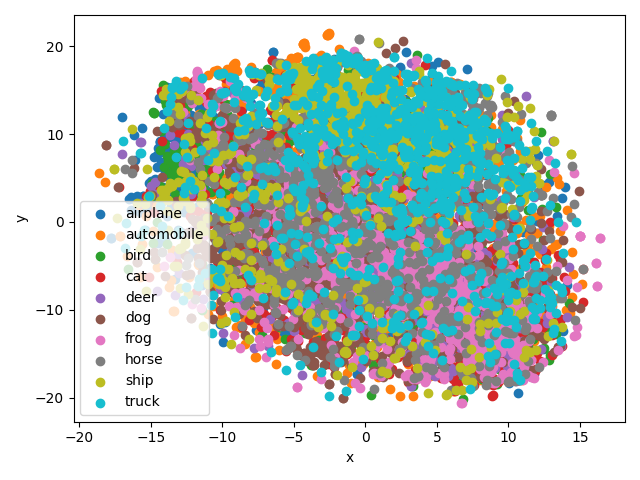 20
10
0
−10
−20
y
airplane
automobile
bird
cat
deer
dog
frog
horse
ship
truck
−20 −15 −10 −5 0 5 10 15
x